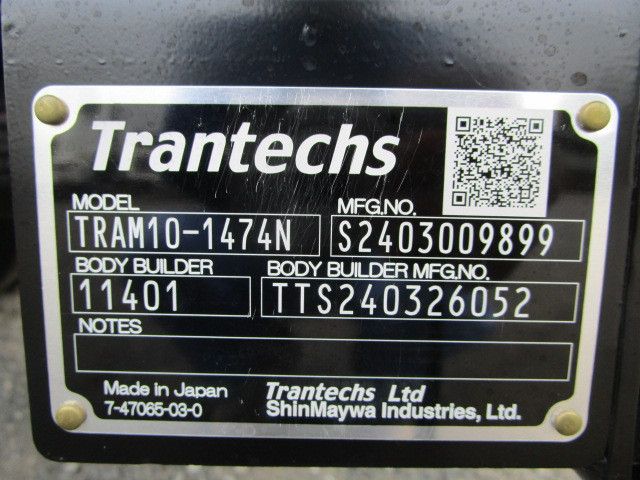 Trantechs
MODEL MFG.NO.
TRAM10-1474N S2403009899
BODY BUILDER BODY BUILDER MFG.NO.
11401 TTS240326052
NOTES
Made in Japan Trantechs Ltd
7-47065-03-0 ShinMaywa Industries, Ltd.